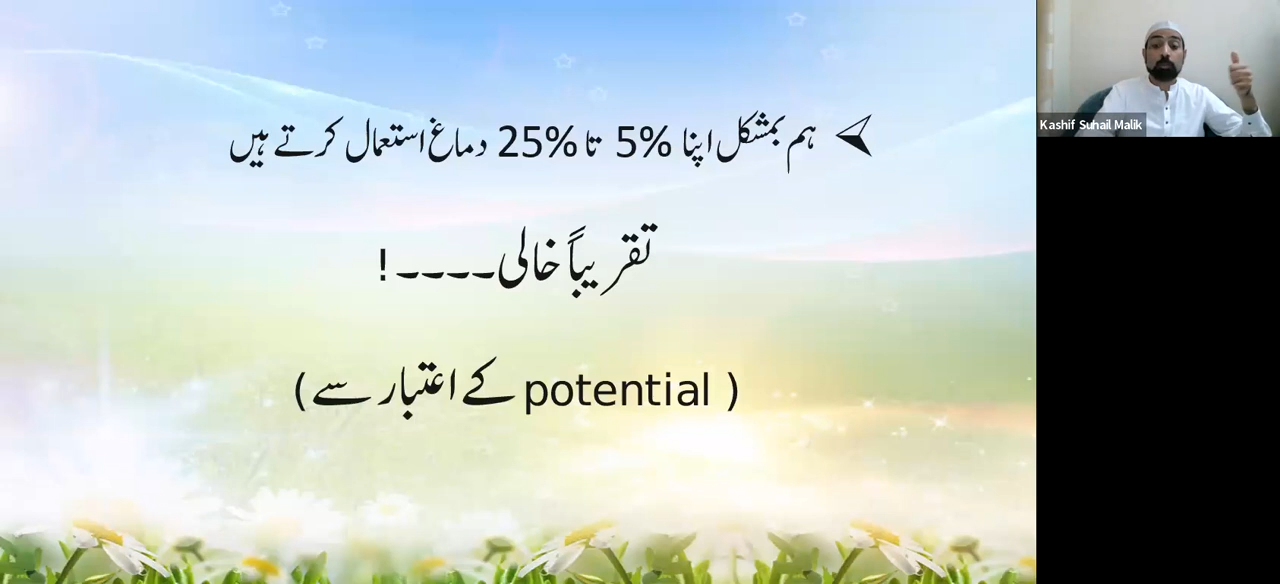 ہم بمشکل اپنا 5% تا 25% دماغ استعمال کرتے ہیں
تقریباً خالی۔۔۔۔!
( potential کے اعتبار سے )
Kashif Suhail Malik